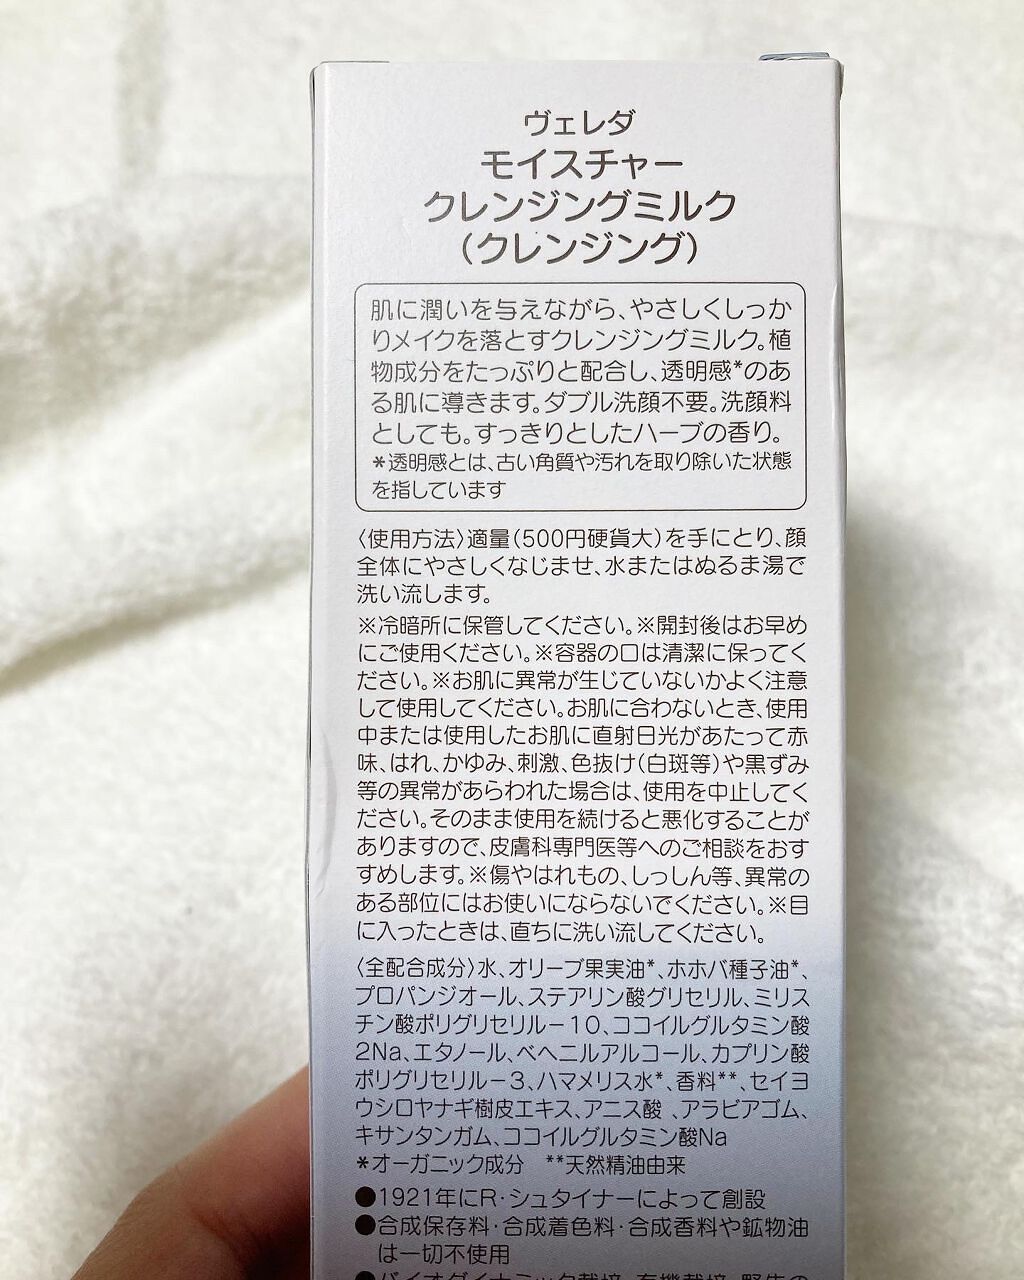 ヴェレダ
モイスチャー
クレンジングミルク
（クレンジング）
肌に潤いを与えながら、やさしくしっか
りメイクを落とすクレンジングミルク。植
物成分をたっぷりと配合し、透明感*のあ
る肌に導きます。ダブル洗顔不要。洗顔料
としても。すっきりとしたハーブの香り。
*透明感とは、古い角質や汚れを取り除いた状態
を指しています
〈使用方法〉適量（500円硬貨大）を手にとり、顔
全体にやさしくなじませ、水またはぬるま湯で
洗い流します。
※冷暗所に保管してください。※開封後はお早め
にご使用ください。※容器の口は清潔に保ってく
ださい。※お肌に異常が生じていないかよく注意
して使用してください。お肌に合わないとき、使用
中または使用したお肌に直射日光があたって赤
味、はれ、かゆみ、刺激、色抜け（白斑等）や黒ずみ
等の異常があらわれた場合は、使用を中止してく
ださい。そのまま使用を続けると悪化することが
ありますので、皮膚科専門医等へのご相談をおす
すめします。※傷やはれもの、しっしん等、異常の
ある部位にはお使いにならないでください。※目
に入ったときは、直ちに洗い流してください。
〈全配合成分〉水、オリーブ果実油*、ホホバ種子油*、
プロパンジオール、ステアリン酸グリセリル、ミリス
チン酸ポリグリセリル－10、ココイルグルタミン酸
2Na、エタノール、ベヘニルアルコール、カプリン酸
ポリグリセリル－3、ハマメリス水*、香料**、セイヨ
ウシロヤナギ樹皮エキス、アニス酸 、アラビアゴム、
キサンタンガム、ココイルグルタミン酸Na
*オーガニック成分　**天然精油由来
●1921年にR・シュタイナーによって創設
●合成保存料・合成着色料・合成香料や鉱物油
は一切不使用
●バイオダイナミック栽培、有機栽培、野生の